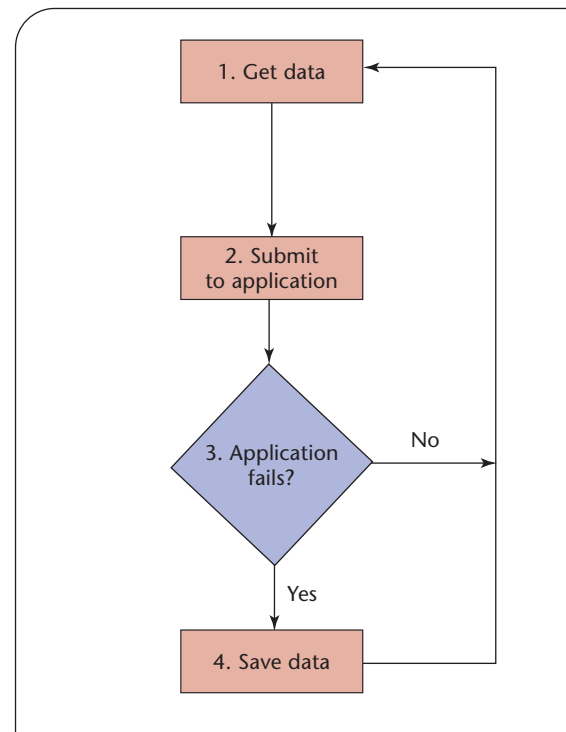 1. Get data
2. Submit
to application
3. Application
fails?
No
Yes
4. Save data